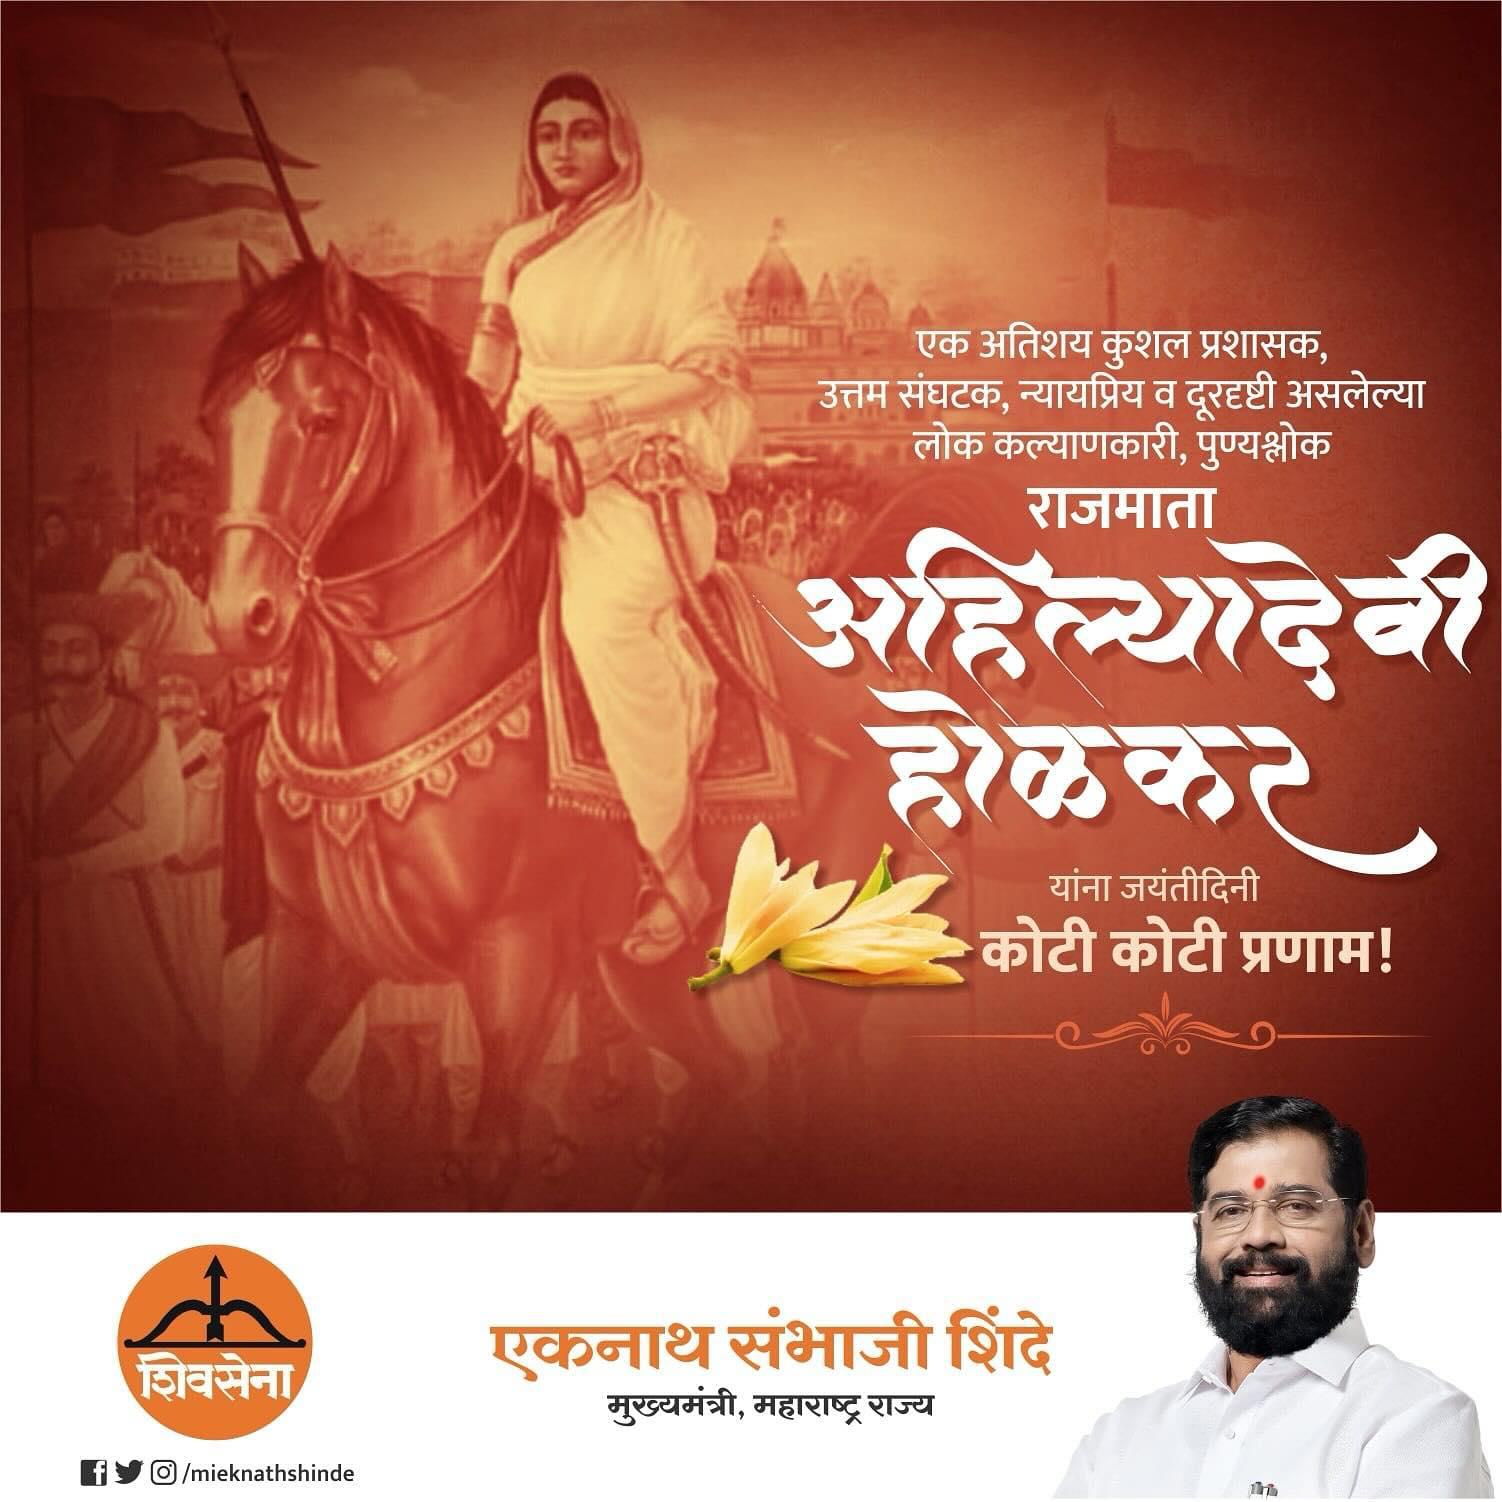 एक अतिशय कुशल प्रशासक,
उत्तम संघटक, न्यायप्रिय व दूरदृष्टी असलेल्या
लोक कल्याणकारी, पुण्यश्लोक
राजमाता
अहिल्यादेवी
होळकर
यांना जयंतीदिनी
कोटी कोटी प्रणाम!
शिवसेना
एकनाथ संभाजी शिंदे
मुख्यमंत्री, महाराष्ट्र राज्य
/mieknathshinde